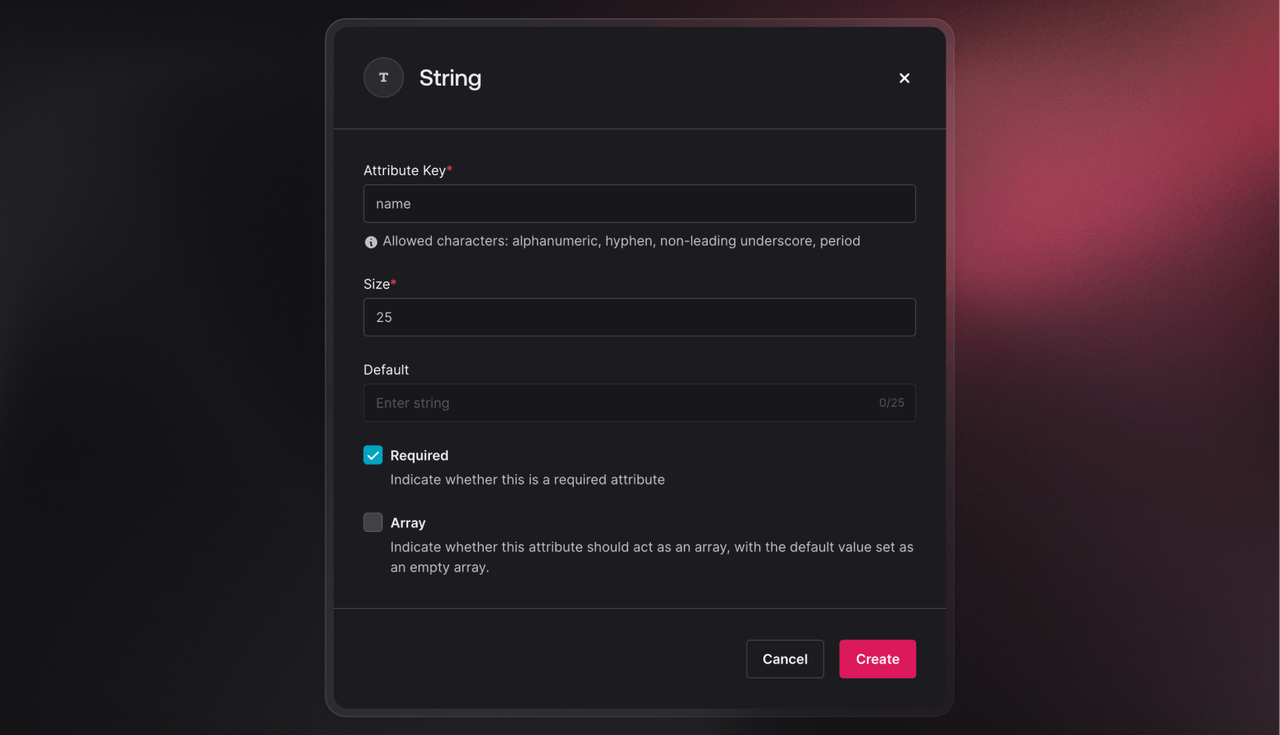 T
String
Attribute Key*
name
Allowed characters: alphanumeric, hyphen, non-leading underscore, period
Size*
25
Default
Enter string 0/25
Required
Indicate whether this is a required attribute
Array
Indicate whether this attribute should act as an array, with the default value set as
an empty array.
Cancel Create